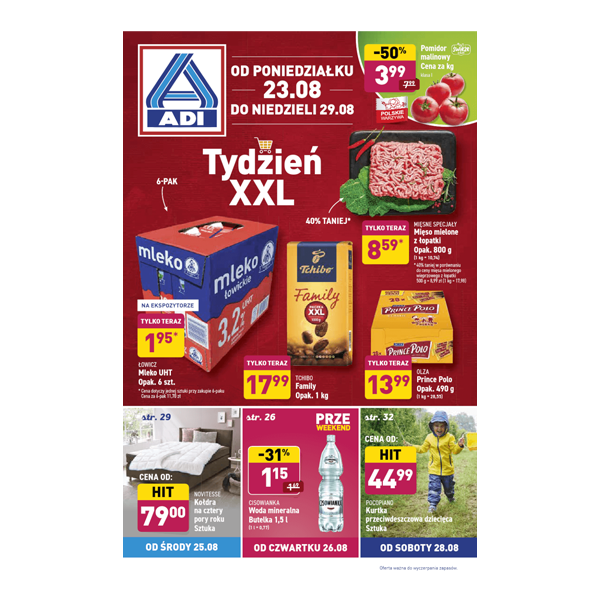 ADI
OD PONIEDZIAŁKU
23.08
DO NIEDZIELI 29.08
-50%
399
7,99
Pomidor
malinowy
Cena za kg
Klasa I
POLSKIE
WARZYWA
Tydzień
XXL
6-PAK
40% TANIEJ*
mleko
mleko
łowickie
3,2%
NA EKSPOZYTORZE
TYLKO TERAZ
1 95*
ŁOWICZ
Mleko UHT
Opak. 6 szt.
* Cena dotyczy jednej sztuki przy zakupie 6-paku
Cena za 6-pak 11,70 zł
Tchibo
Family
XXL
TYLKO TERAZ
17 99
TCHIBO
Family
Opak. 1 kg
TYLKO TERAZ
8 59*
MIĘSNE SPECJAŁY
Mięso mielone
z łopatki
Opak. 800 g
(1 kg = 10,74)
*40% taniej w porównaniu
do ceny mięsa mielonego
wieprzowego z łopatki
500 g - 8,99 zł (1 kg = 17,98)
PRINCE POLO
PRINCE POLO
TYLKO TERAZ
13 99
OLZA
Prince Polo
Opak. 490 g
(1 kg = 28,55)
str. 29
CENA OD:
HIT
79 00
NOVITESSE
Kołdra
na cztery
pory roku
Sztuka
OD ŚRODY 25.08
str. 26
PRZE
WEEKEND
-31%
1 15
CISOWIANKA
Woda mineralna
Butelka 1,5 l
(1 l = 0,77)
CISOWIANKA
OD CZWARTKU 26.08
str. 32
CENA OD:
HIT
44 99
POCOPIANO
Kurtka
przeciwdeszczowa dziecięca
Sztuka
OD SOBOTY 28.08
Oferta ważna do wyczerpania zapasów